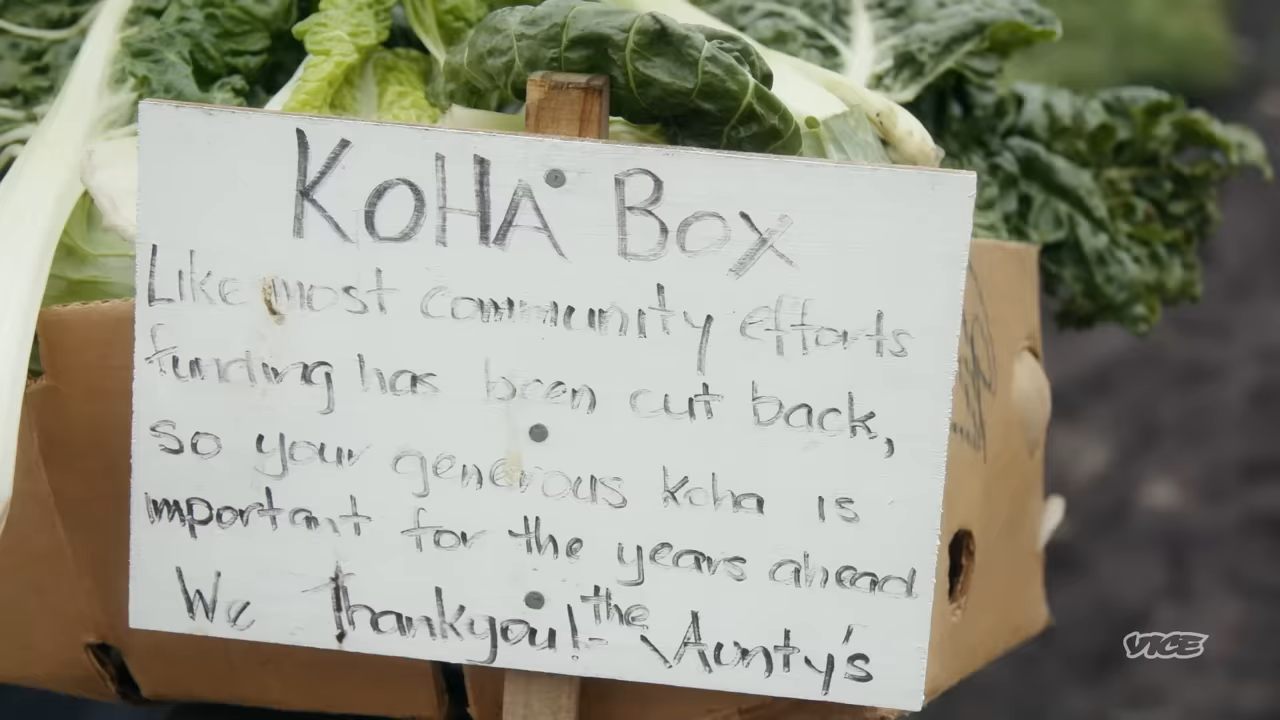 KOHA BOX
Like most community efforts
funding has been cut back,
so your generous koha is
important for the years ahead
We Thankyou! - the Aunty's
VICE